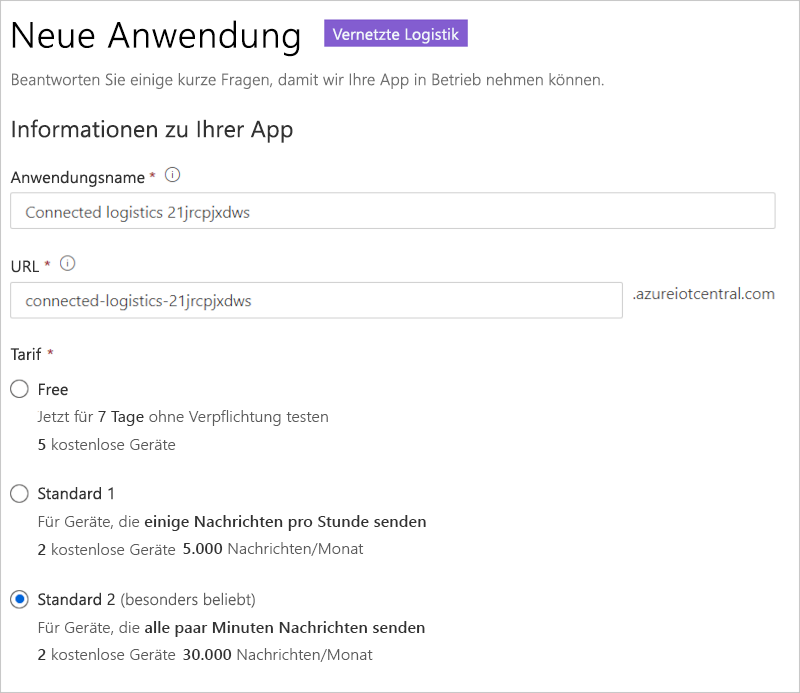 Neue Anwendung Vernetzte Logistik
Beantworten Sie einige kurze Fragen, damit wir Ihre App in Betrieb nehmen können.
Informationen zu Ihrer App
Anwendungsname *
Connected logistics 21jrcpjxdws
URL *
connected-logistics-21jrcpjxdws .azureiotcentral.com
Tarif *
Free
Jetzt für 7 Tage ohne Verpflichtung testen
5 kostenlose Geräte
Standard 1
Für Geräte, die einige Nachrichten pro Stunde senden
2 kostenlose Geräte 5.000 Nachrichten/Monat
Standard 2 (besonders beliebt)
Für Geräte, die alle paar Minuten Nachrichten senden
2 kostenlose Geräte 30.000 Nachrichten/Monat